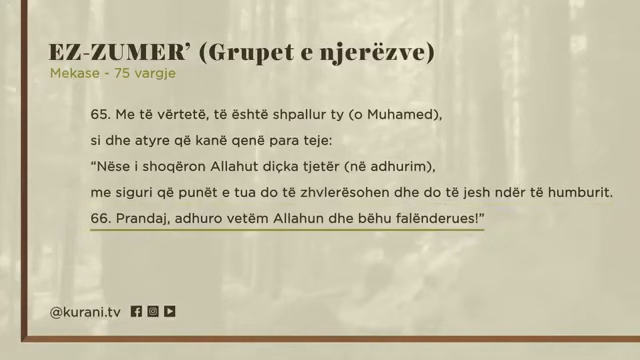 EZ-ZUMER’ (Grupet e njerëzve)
Mekase - 75 vargje
65. Me të vërtetë, të është shpallur ty (o Muhamed),
si dhe atyre që kanë qenë para teje:
“Nëse i shoqëron Allahut diçka tjetër (në adhurim),
me siguri që punët e tua do të zhvlerësohen dhe do të jesh ndër të humburit.
66. Prandaj, adhuro vetëm Allahun dhe bëhu falënderues!”
@kurani.tv